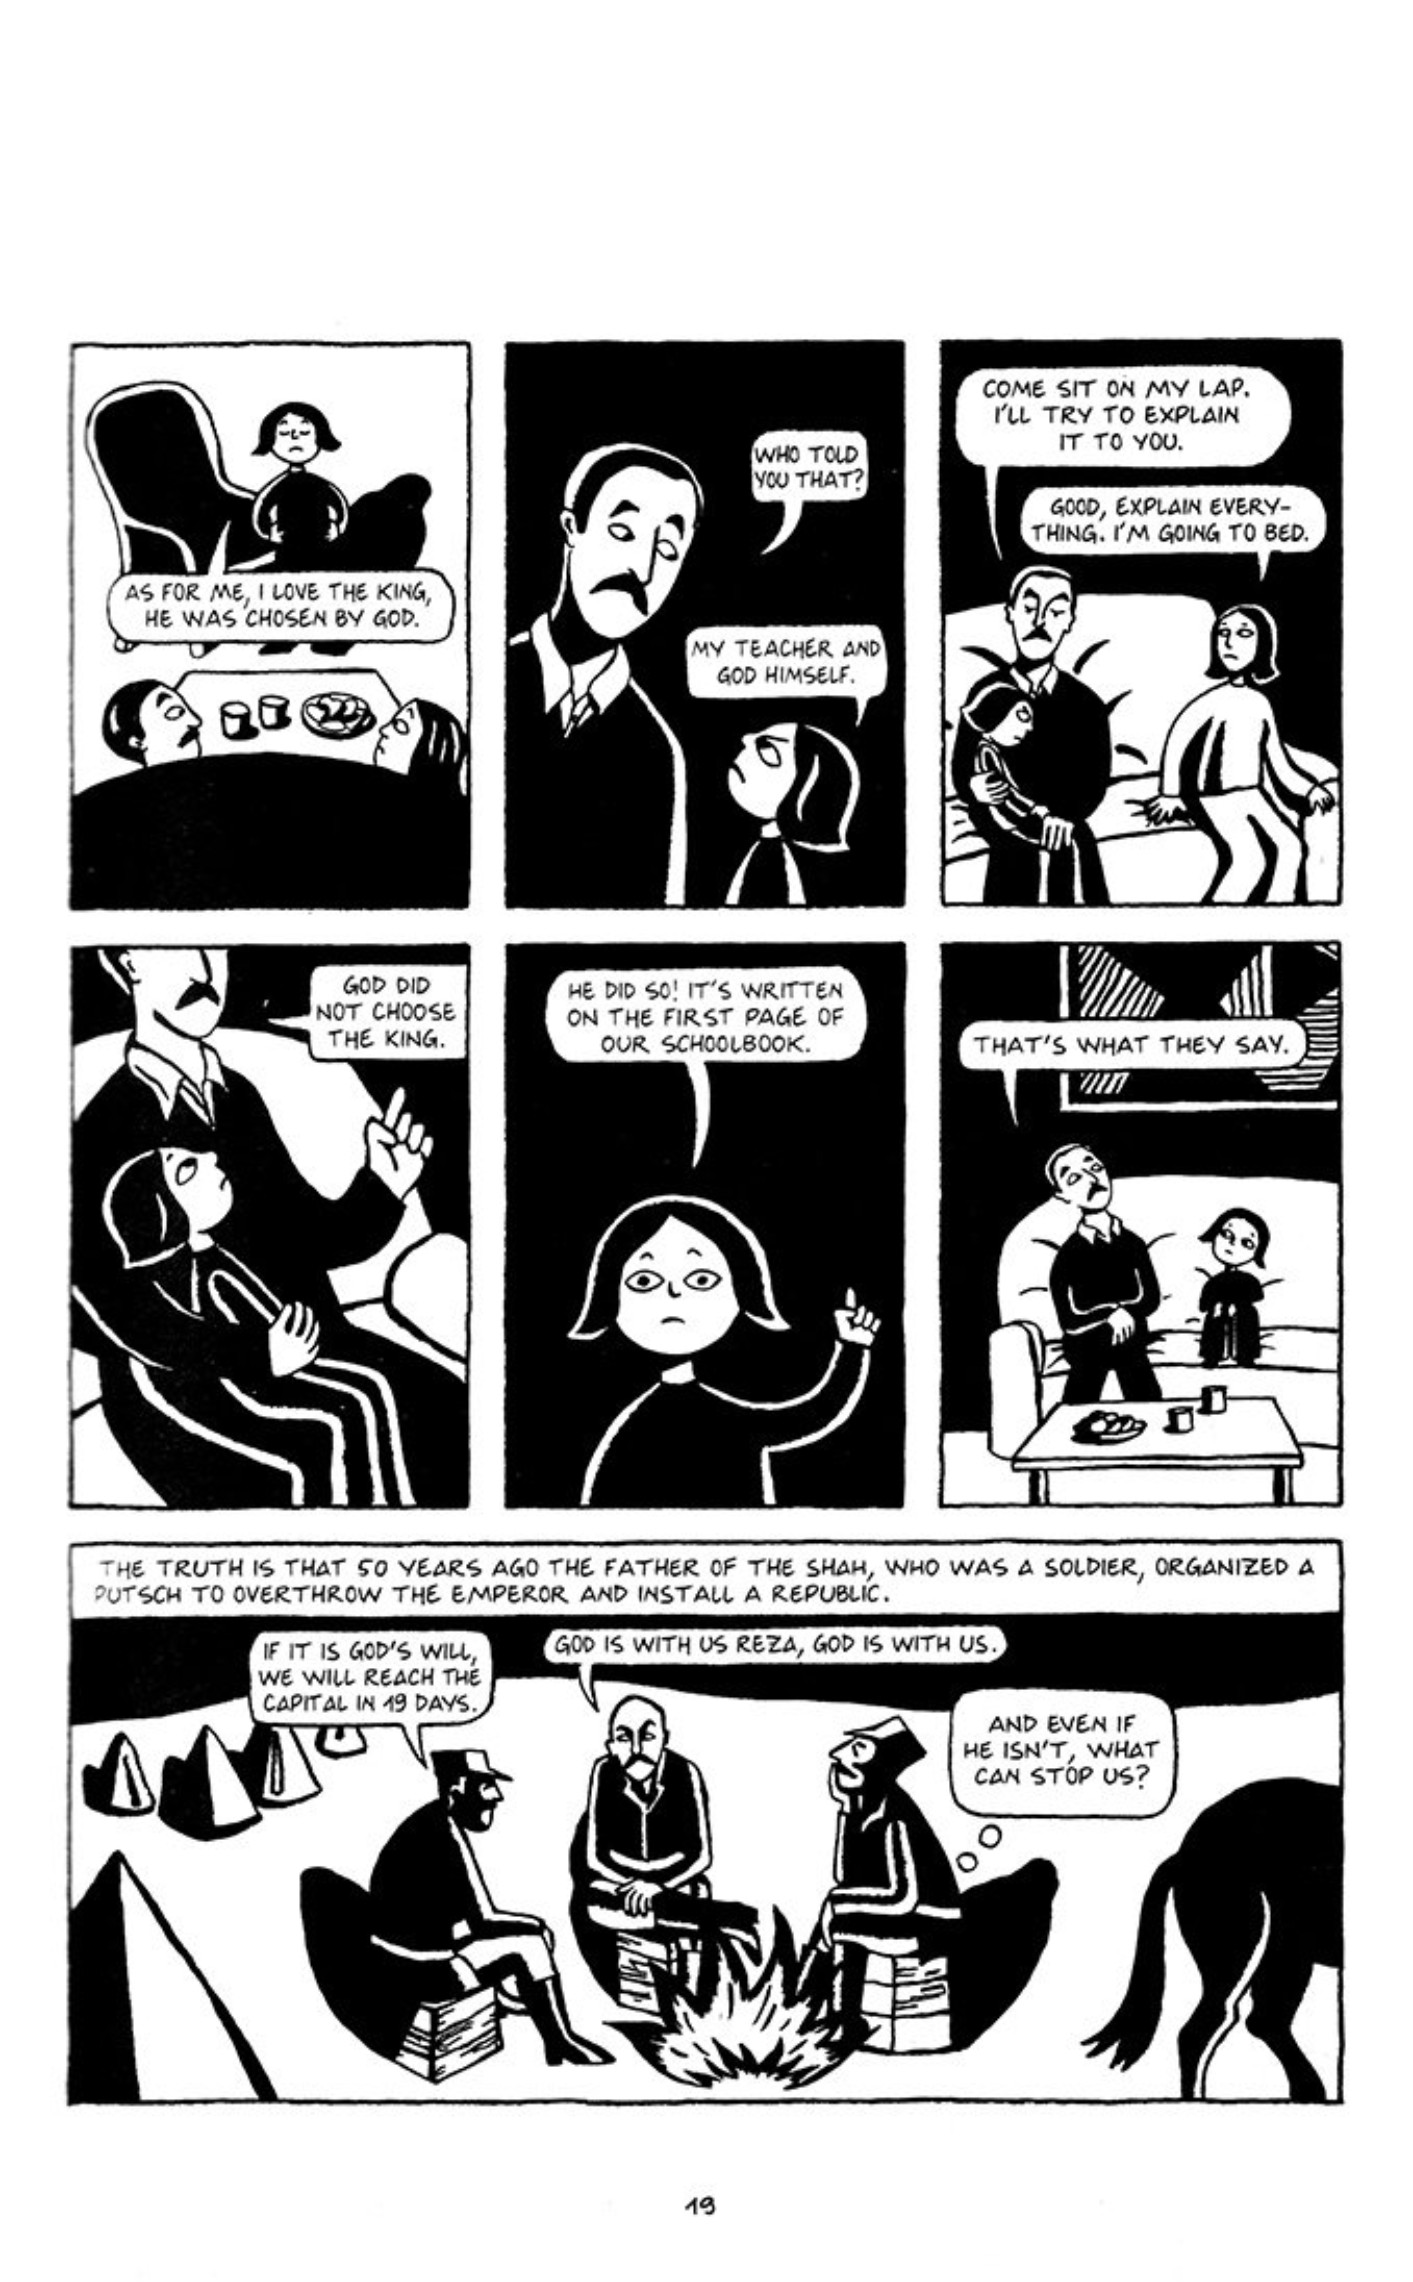 AS FOR ME, I LOVE THE KING,
HE WAS CHOSEN BY GOD.
WHO TOLD
YOU THAT?
MY TEACHER AND
GOD HIMSELF.
COME SIT ON MY LAP.
I'LL TRY TO EXPLAIN
IT TO YOU.
GOOD, EXPLAIN EVERY-
THING. I'M GOING TO BED.
GOD DID
NOT CHOOSE
THE KING.
HE DID SO! IT'S WRITTEN
ON THE FIRST PAGE OF
OUR SCHOOLBOOK.
THAT'S WHAT THEY SAY.
THE TRUTH IS THAT 50 YEARS AGO THE FATHER OF THE SHAH, WHO WAS A SOLDIER, ORGANIZED A
PUTSCH TO OVERTHROW THE EMPEROR AND INSTALL A REPUBLIC.
IF IT IS GOD'S WILL,
WE WILL REACH THE
CAPITAL IN 19 DAYS.
GOD IS WITH US REZA, GOD IS WITH US.
AND EVEN IF
HE ISN'T, WHAT
CAN STOP US?
19